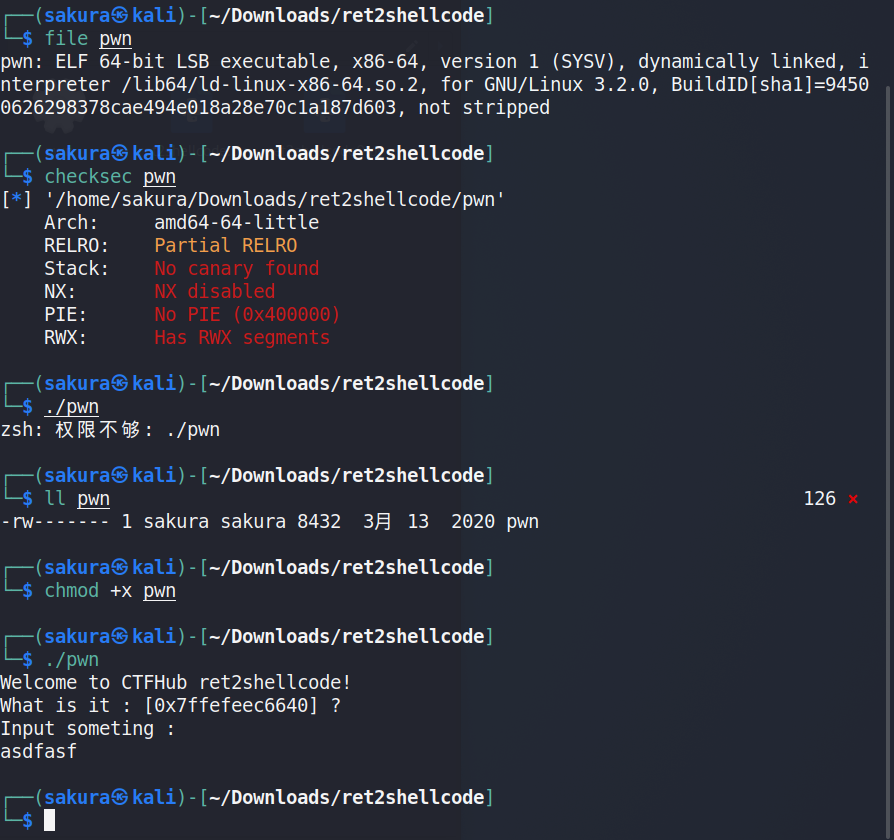 ┌──(sakura㉿kali)-[~/Downloads/ret2shellcode]
└─$ file pwn
pwn: ELF 64-bit LSB executable, x86-64, version 1 (SYSV), dynamically linked, i
nterpreter /lib64/ld-linux-x86-64.so.2, for GNU/Linux 3.2.0, BuildID[sha1]=9450
0626298378cae494e018a28e70c1a187d603, not stripped
┌──(sakura㉿kali)-[~/Downloads/ret2shellcode]
└─$ checksec pwn
[*] '/home/sakura/Downloads/ret2shellcode/pwn'
    Arch:     amd64-64-little
    RELRO:    Partial RELRO
    Stack:    No canary found
    NX:       NX disabled
    PIE:      No PIE (0x400000)
    RWX:      Has RWX segments
┌──(sakura㉿kali)-[~/Downloads/ret2shellcode]
└─$ ./pwn
zsh: 权限不够: ./pwn
┌──(sakura㉿kali)-[~/Downloads/ret2shellcode]
└─$ ll pwn 126 ⨯
-rw------- 1 sakura sakura 8432  3月 13  2020 pwn
┌──(sakura㉿kali)-[~/Downloads/ret2shellcode]
└─$ chmod +x pwn
┌──(sakura㉿kali)-[~/Downloads/ret2shellcode]
└─$ ./pwn
Welcome to CTFHub ret2shellcode!
What is it : [0x7ffefeec6640] ?
Input someting :
asdfasf
┌──(sakura㉿kali)-[~/Downloads/ret2shellcode]
└─$